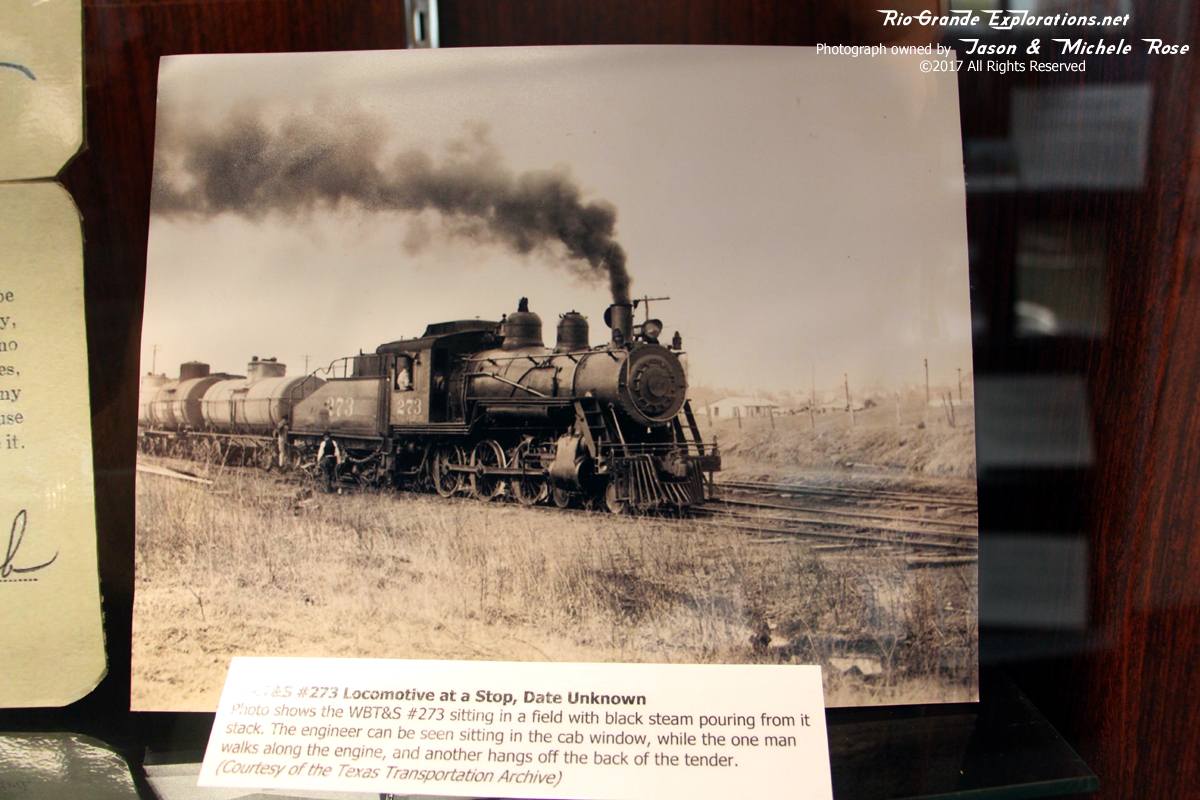 Rio Grande Explorations.net
Photograph owned by Jason & Michele Rose
©2017 All Rights Reserved
be
y,
no
es,
ny
use
it.
273
273
T&S #273 Locomotive at a Stop, Date Unknown
Photo shows the WBT&S #273 sitting in a field with black steam pouring from it
stack. The engineer can be seen sitting in the cab window, while the one man
walks along the engine, and another hangs off the back of the tender.
(Courtesy of the Texas Transportation Archive)